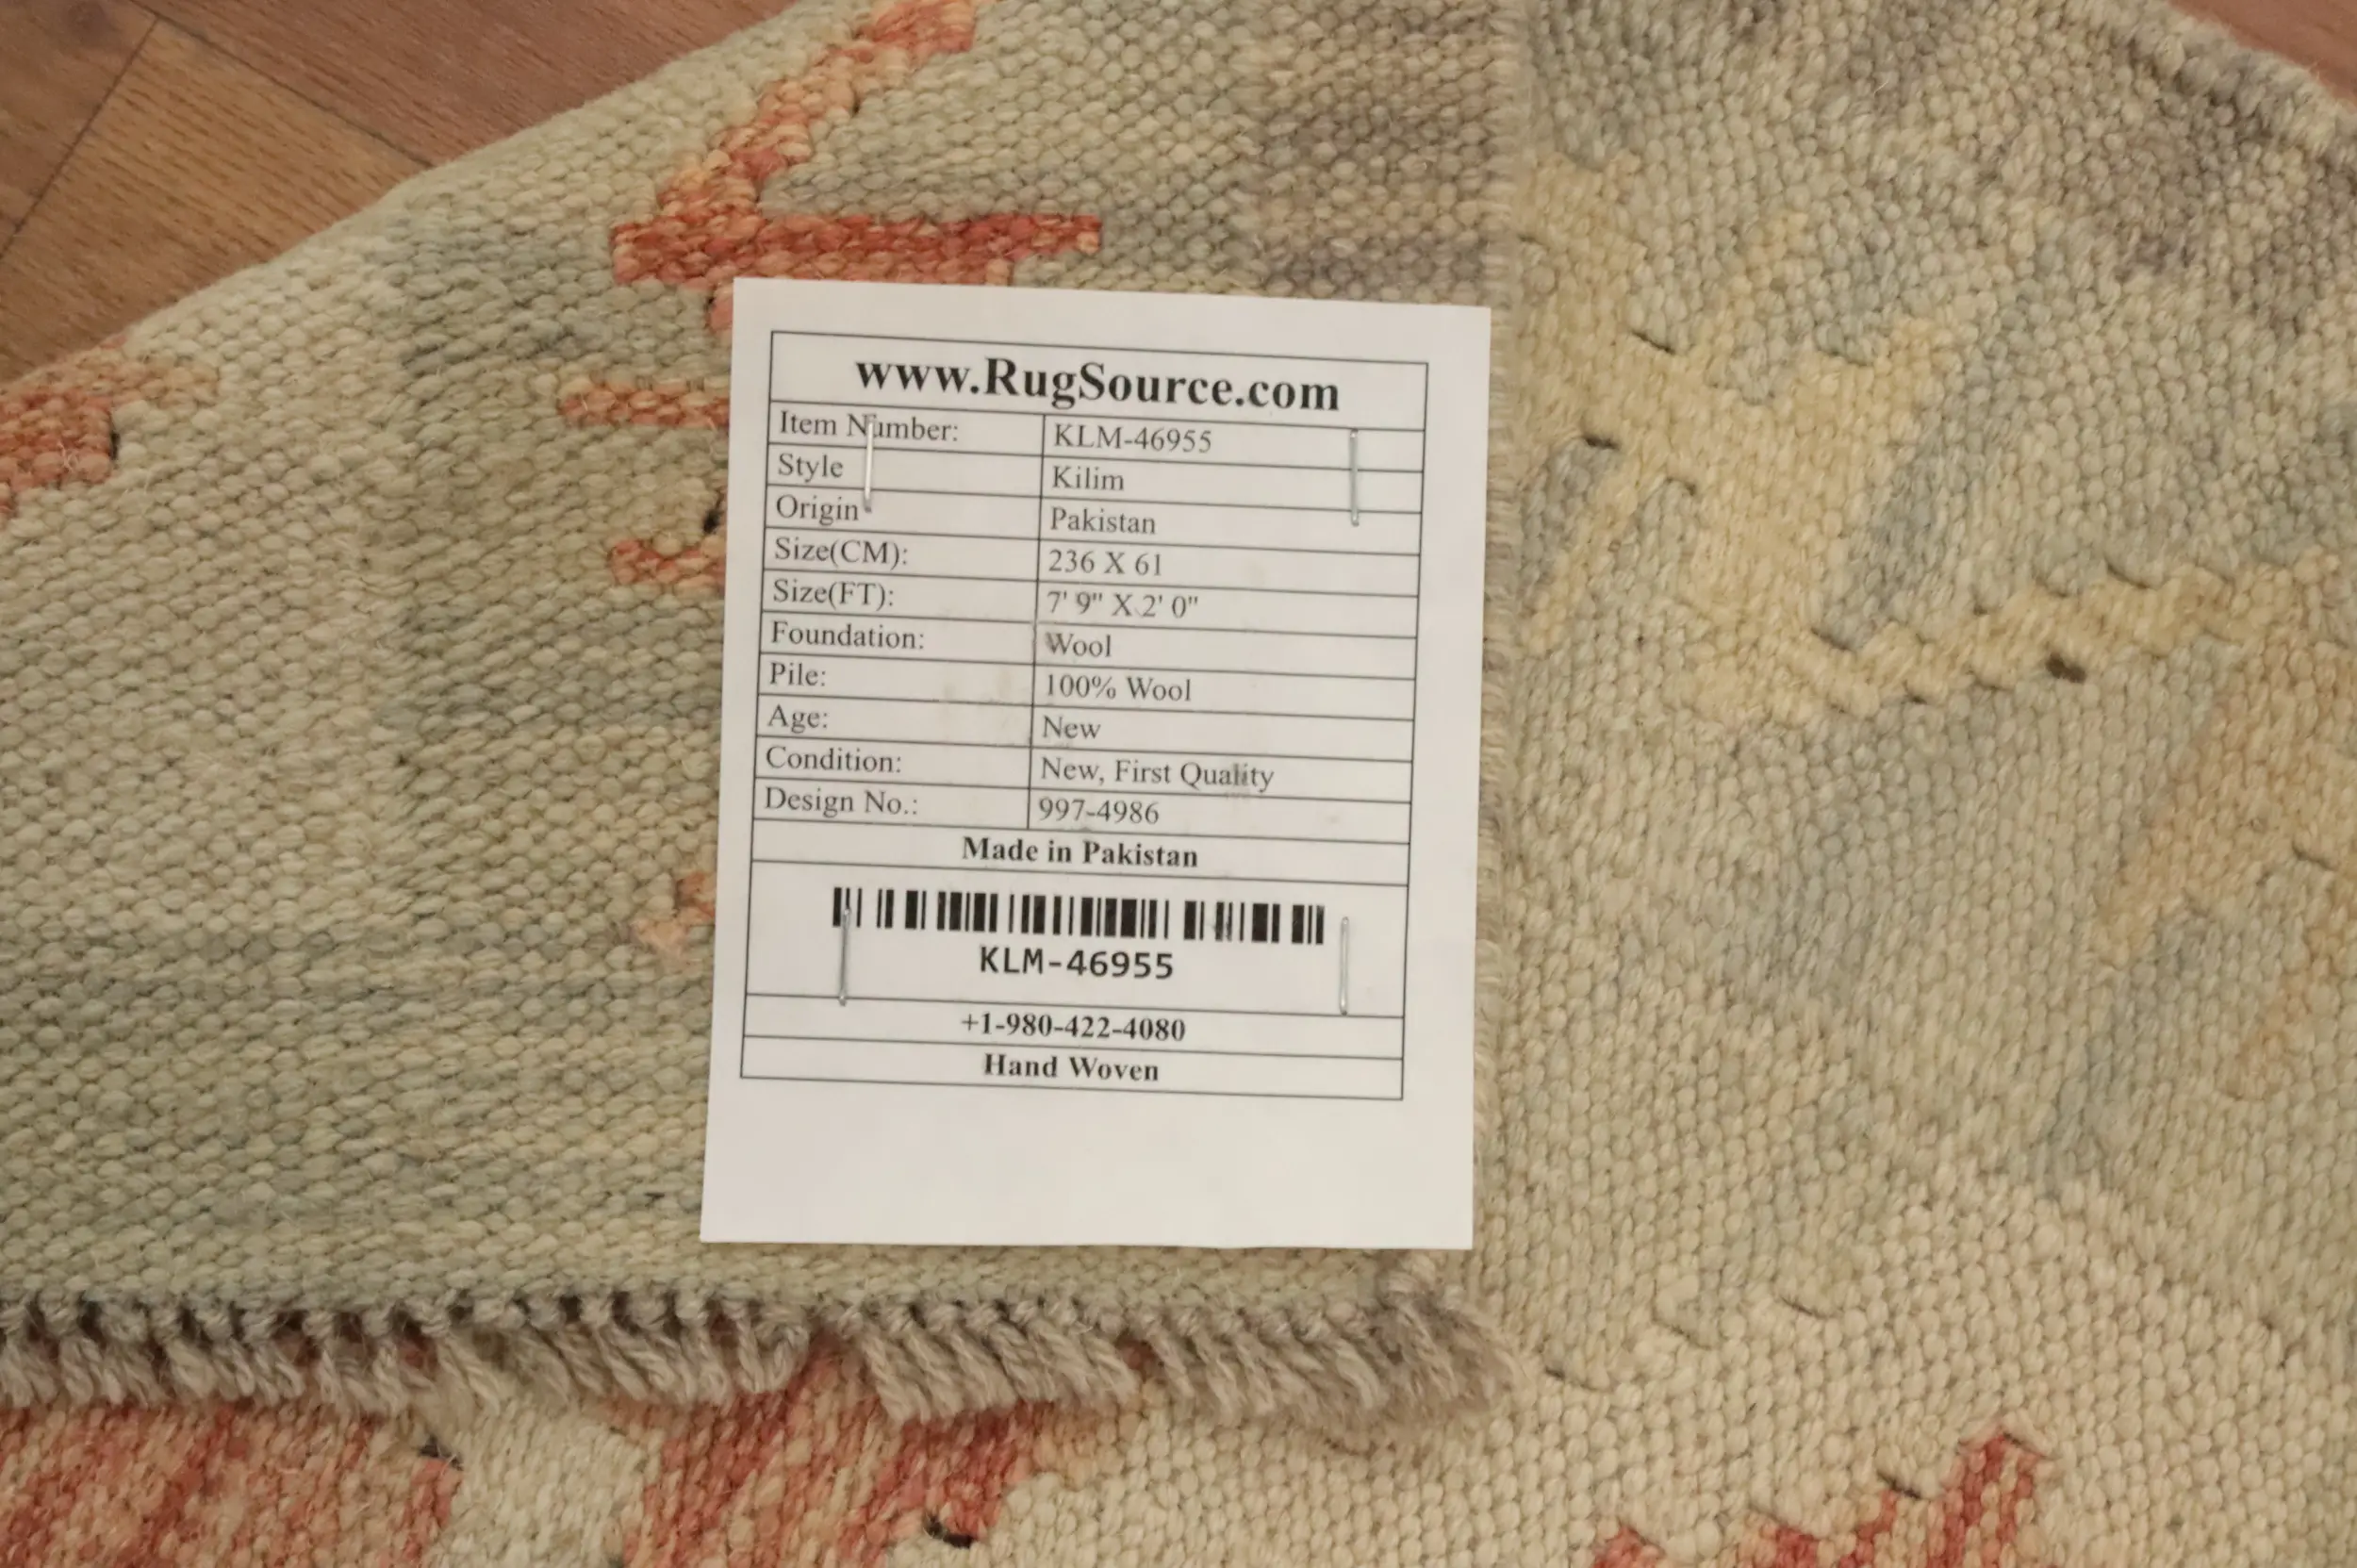 www.RugSource.com
Item Number: KLM-46955
Style Kilim
Origin Pakistan
Size(CM): 236 X 61
Size(FT): 7' 9" X 2' 0"
Foundation: Wool
Pile: 100% Wool
Age: New
Condition: New, First Quality
Design No.: 997-4986
Made in Pakistan
KLM-46955
+1-980-422-4080
Hand Woven